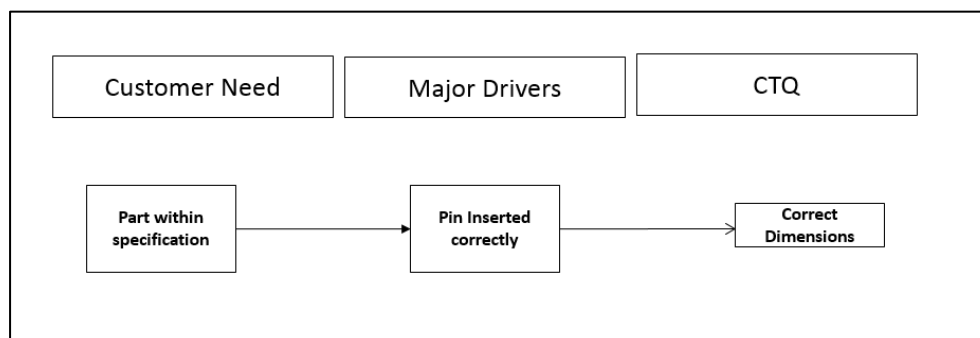 Customer Need
Major Drivers
CTQ
Part within
specification
Pin Inserted
correctly
Correct
Dimensions